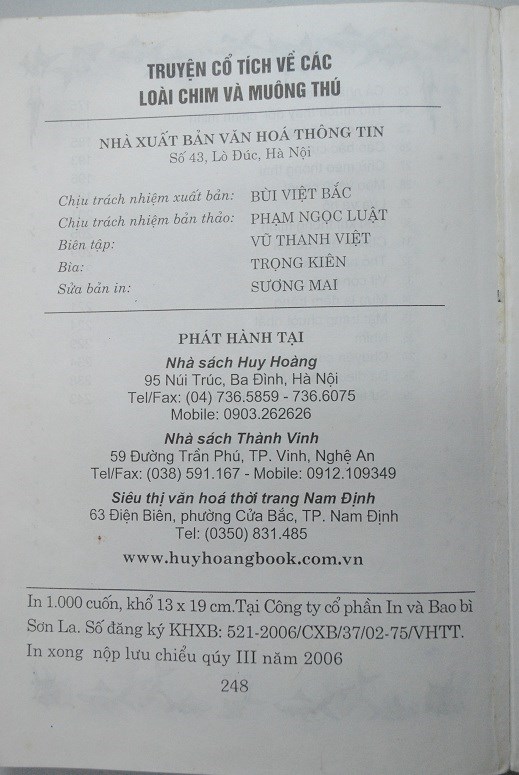 TRUYỆN CỔ TÍCH VỀ CÁC
LOÀI CHIM VÀ MUÔNG THÚ
NHÀ XUẤT BẢN VĂN HOÁ THÔNG TIN
Số 43, Lò Đúc, Hà Nội
Chịu trách nhiệm xuất bản: BÙI VIỆT BẮC
Chịu trách nhiệm bản thảo: PHẠM NGỌC LUẬT
Biên tập: VŨ THANH VIỆT
Bìa: TRỌNG KIÊN
Sửa bản in: SƯƠNG MAI
PHÁT HÀNH TẠI
Nhà sách Huy Hoàng
95 Núi Trúc, Ba Đình, Hà Nội
Tel/Fax: (04) 736.5859 - 736.6075
Mobile: 0903.262626
Nhà sách Thành Vinh
59 Đường Trần Phú, TP. Vinh, Nghệ An
Tel/Fax: (038) 591.167 - Mobile: 0912.109349
Siêu thị văn hoá thời trang Nam Định
63 Điện Biên, phường Cửa Bắc, TP. Nam Định
Tel: (0350) 831.485
www.huyhoangbook.com.vn
In 1.000 cuốn, khổ 13 x 19 cm.Tại Công ty cổ phần In và Bao bì
Sơn La. Số đăng ký KHXB: 521-2006/CXB/37/02-75/VHTT.
In xong nộp lưu chiểu qúy III năm 2006
248